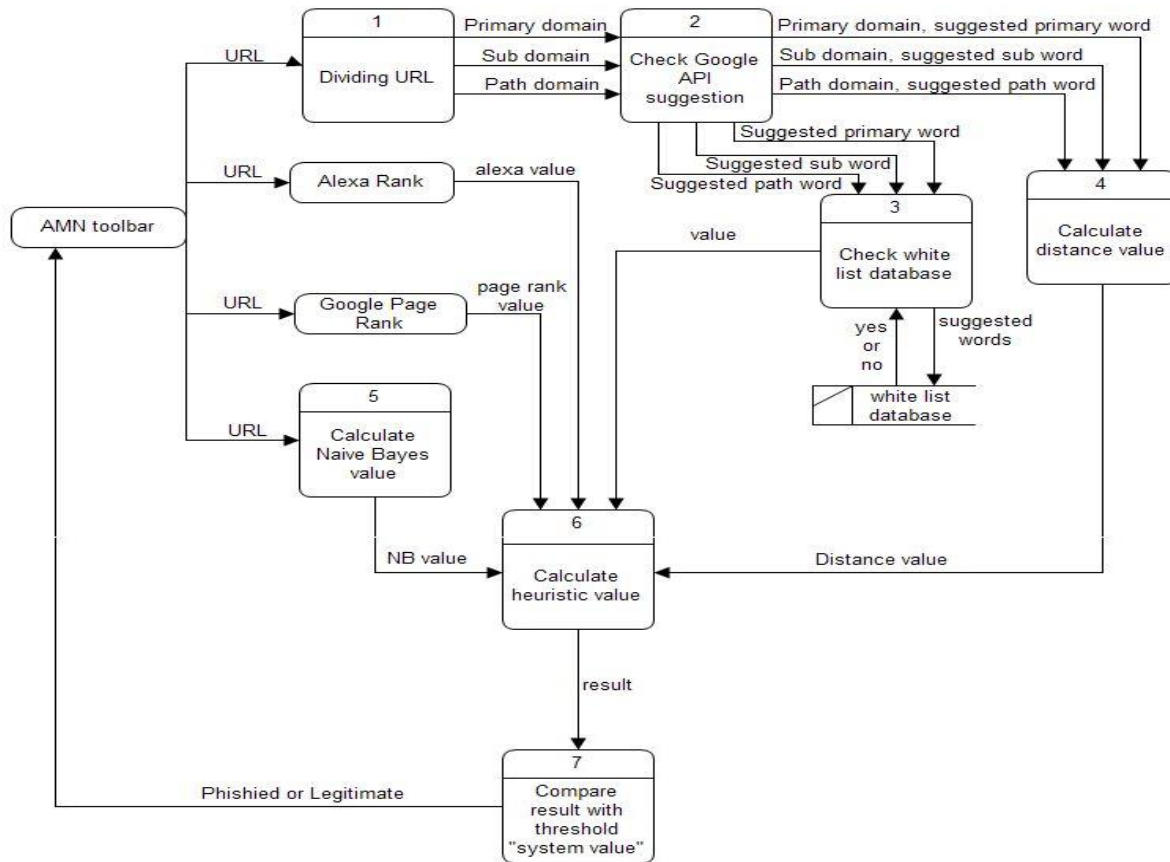 1
Dividing URL
Primary domain
Sub domain
Path domain
2
Check Google
API
suggestion
Primary domain, suggested primary word
Sub domain, suggested sub word
Path domain, suggested path word
URL
Suggested primary word
Suggested sub word
Suggested path word
URL
Alexa Rank
alexa value
3
Check white
list database
4
Calculate
distance value
AMN toolbar
value
URL
Google Page
Rank
page rank
value
yes
or
no
suggested
words
white list
database
5
Calculate
Naive Bayes
value
URL
NB value
6
Calculate
heuristic value
Distance value
result
7
Compare
result with
threshold
"system value"
Phishied or Legitimate